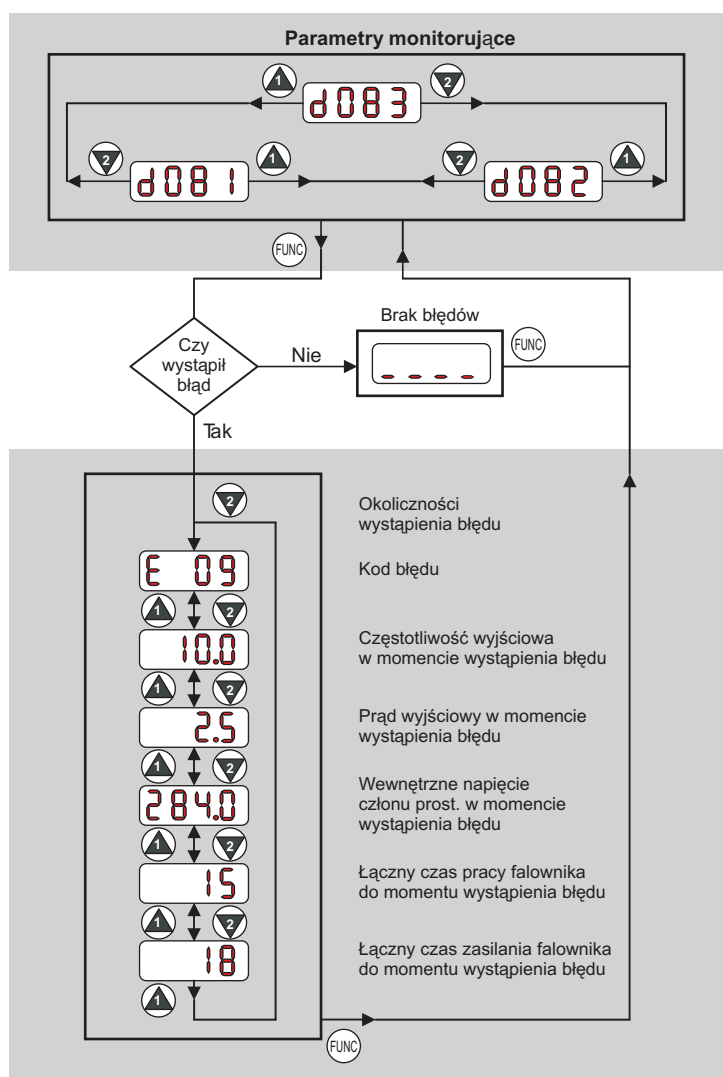 Parametry monitorujące
1
d083
2
2
d081
1
2
d082
1
FUNC
Brak błędów
Czy
wystąpił
błąd
Nie
_ _ _ _
FUNC
Tak
2
Okoliczności
wystąpienia błędu
E 09
Kod błędu
1 2
10.0
Częstotliwość wyjściowa
w momencie wystąpienia błędu
1 2
2.5
Prąd wyjściowy w momencie
wystąpienia błędu
1 2
284.0
Wewnętrzne napięcie
członu prost. w momencie
wystąpienia błędu
1 2
15
Łączny czas pracy falownika
do momentu wystąpienia błędu
1 2
18
Łączny czas zasilania falownika
do momentu wystąpienia błędu
1
FUNC